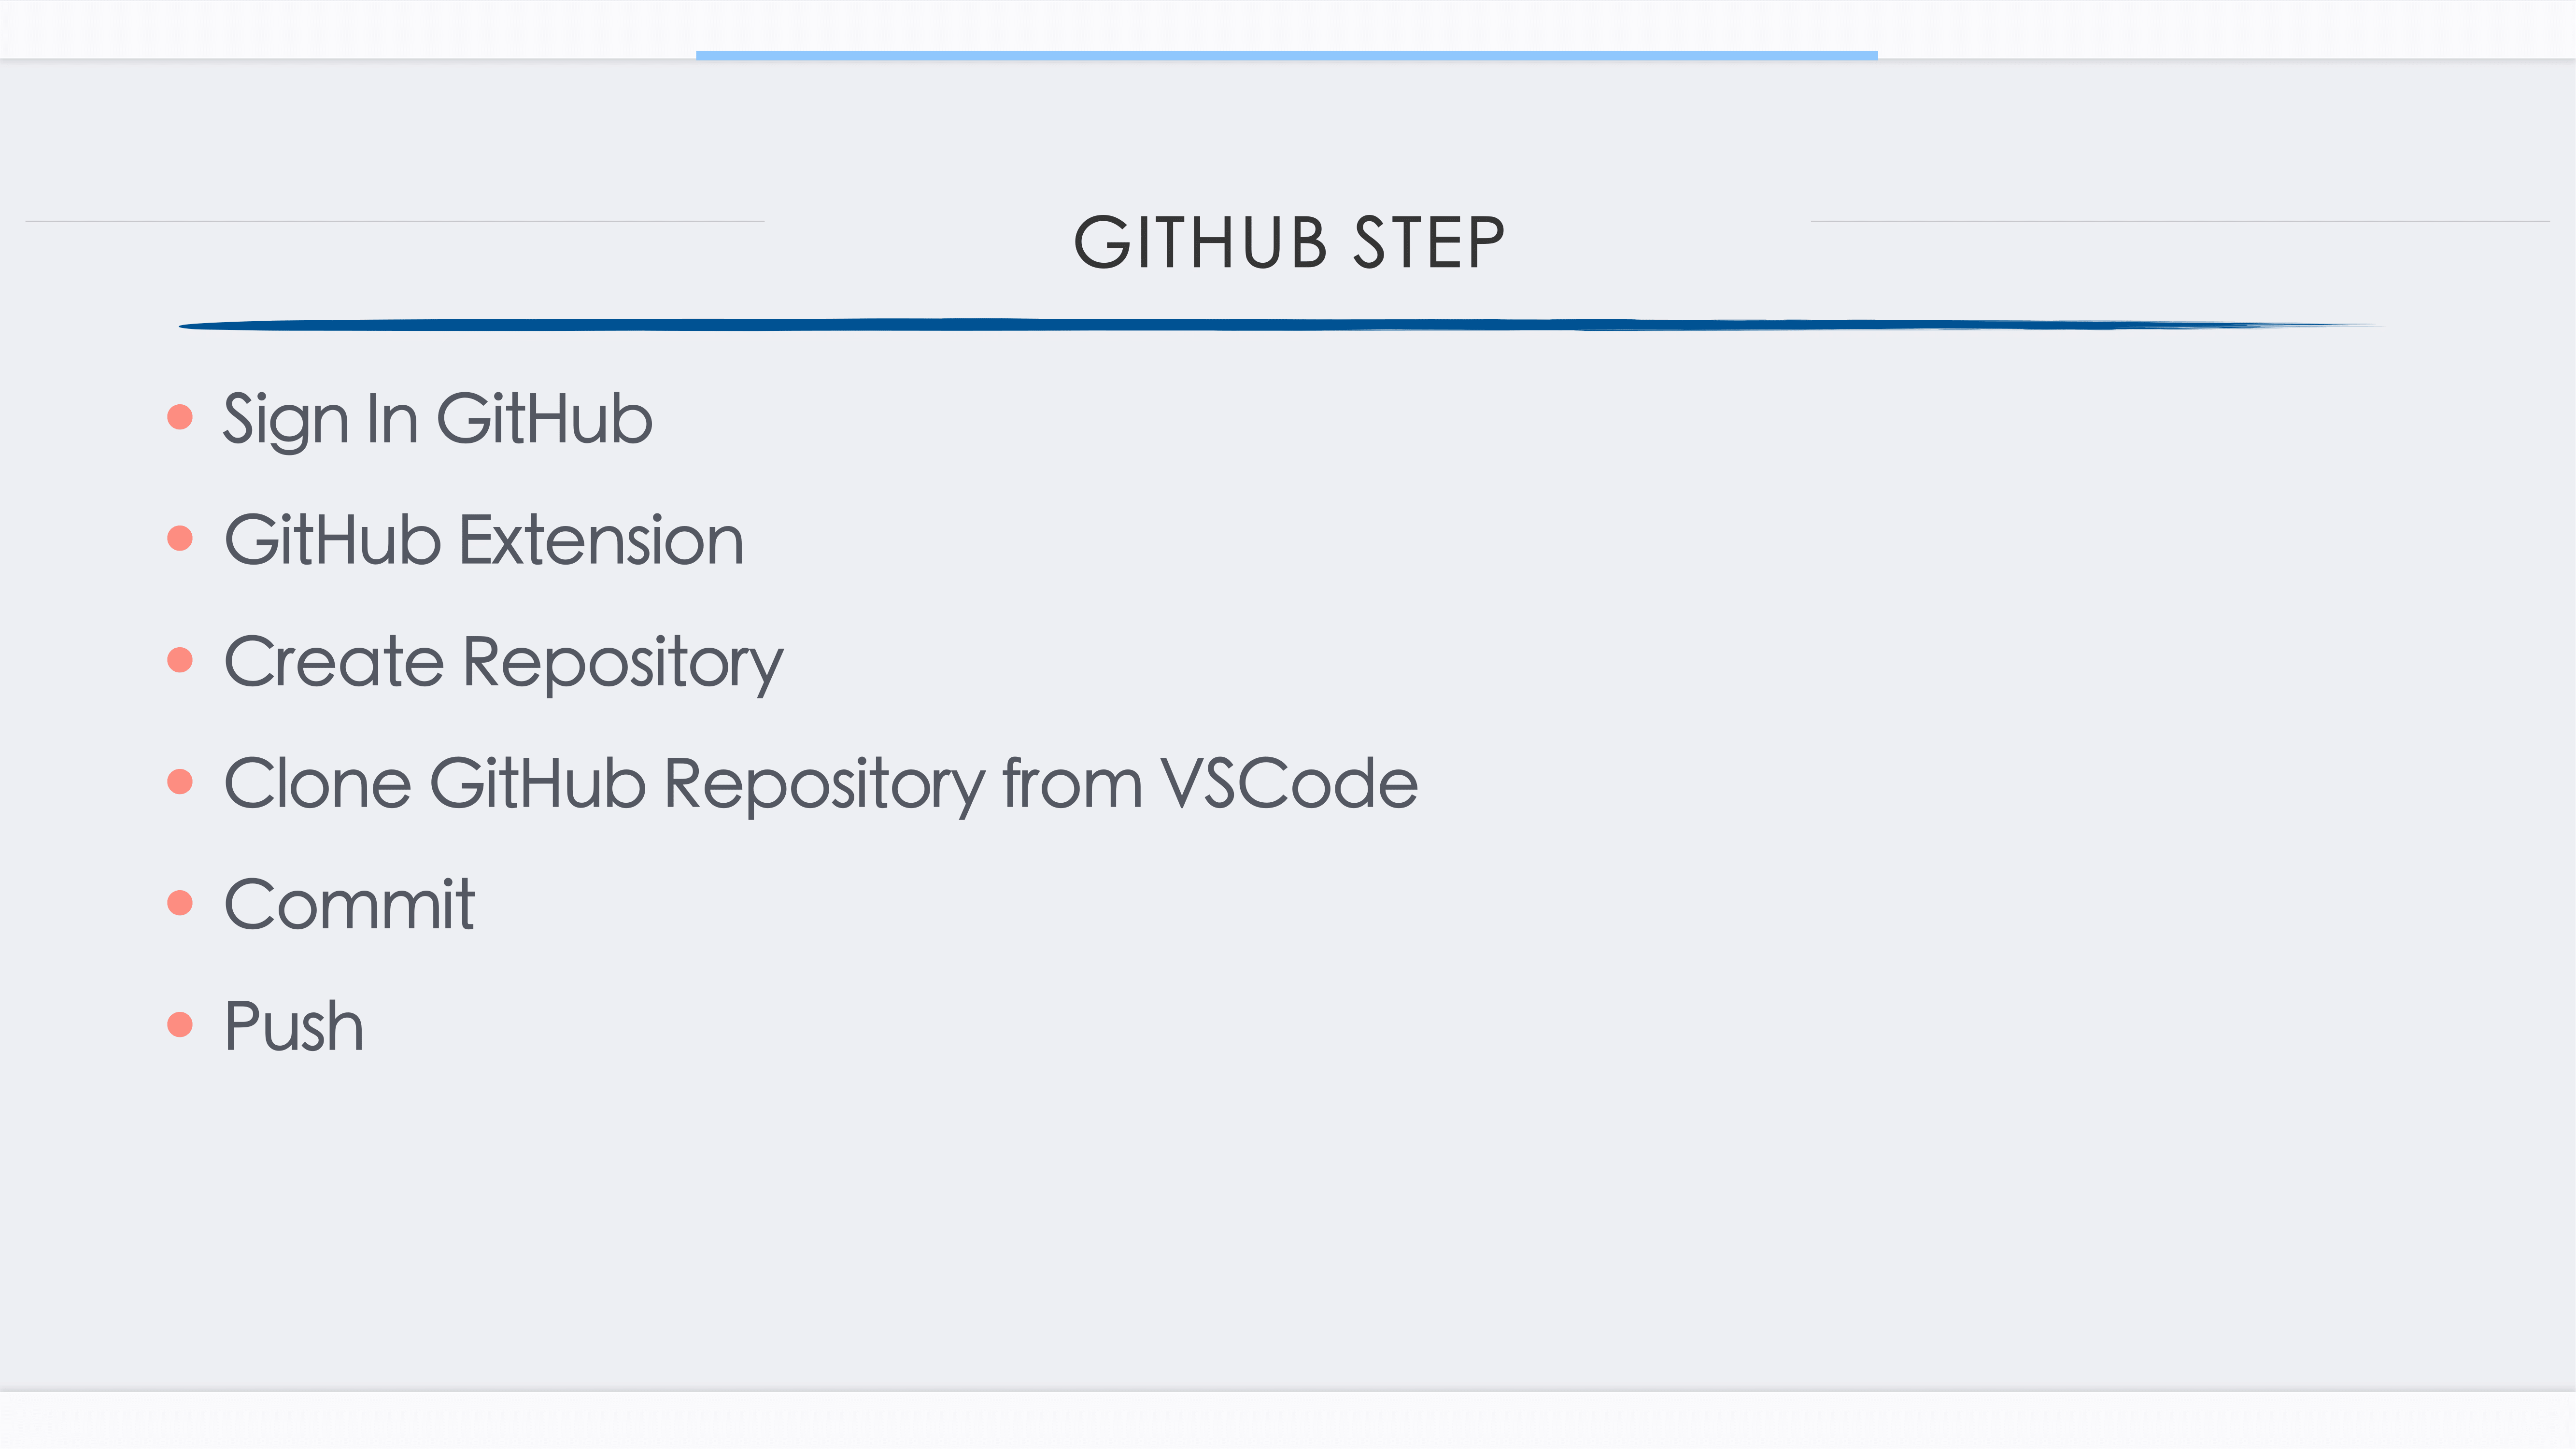 GITHUB STEP
Sign In GitHub
GitHub Extension
Create Repository
Clone GitHub Repository from VSCode
Commit
Push